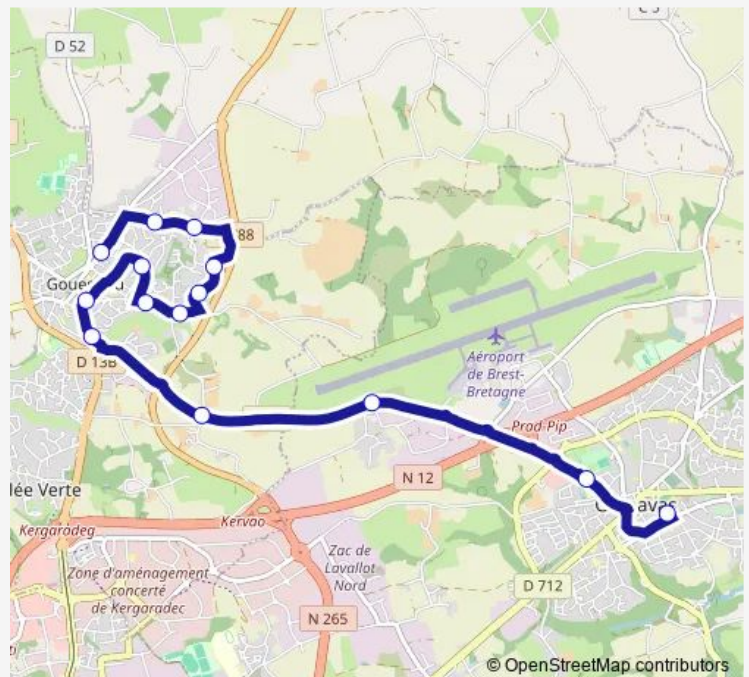 D 52
88
D 13B
Aéroport
de Brest-
Bretagne
Prad Pip
N 12
lée Verte
Kergaradeg
Kervao
Zone d'aménagement
concerté
de Kergaradec
Zac de
Lavallot
Nord
D 712
N 265
© OpenStreetMap contributors